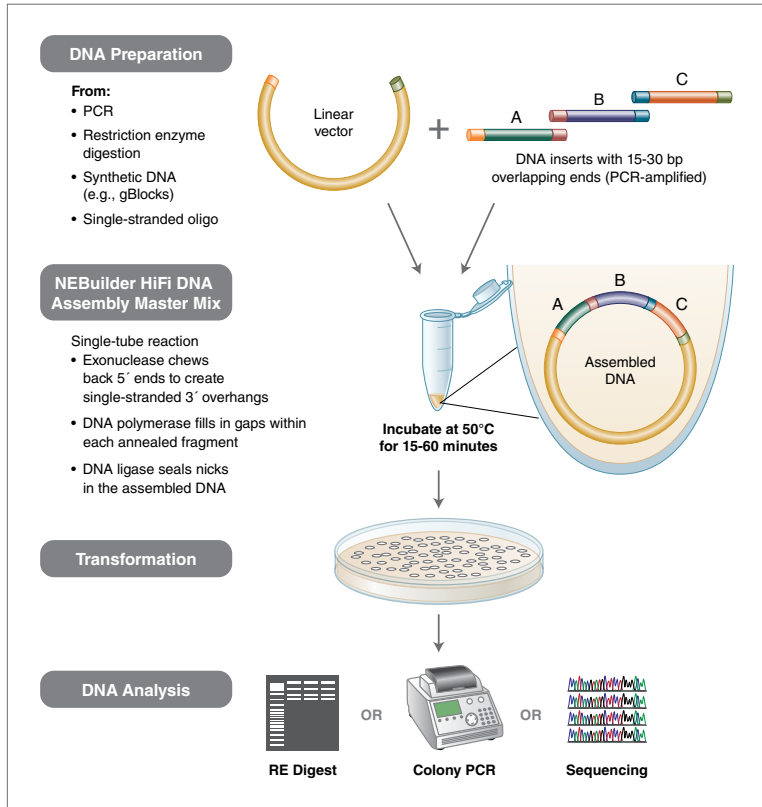 DNA Preparation
From:
• PCR
• Restriction enzyme
digestion
• Synthetic DNA
(e.g., gBlocks)
• Single-stranded oligo
Linear
vector
+
A
B
C
DNA inserts with 15-30 bp
overlapping ends (PCR-amplified)
NEBuilder HiFi DNA
Assembly Master Mix
Single-tube reaction
• Exonuclease chews
back 5´ ends to create
single-stranded 3´ overhangs
• DNA polymerase fills in gaps within
each annealed fragment
• DNA ligase seals nicks
in the assembled DNA
Incubate at 50°C
for 15-60 minutes
A
B
C
Assembled
DNA
Transformation
DNA Analysis
OR
OR
RE Digest
Colony PCR
Sequencing